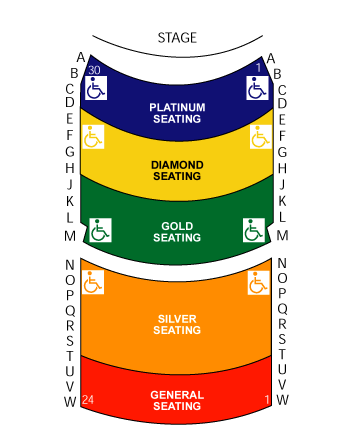 STAGE
A A
B 30 1 B
C C
D PLATINUM D
E SEATING E
F F
G G
H DIAMOND H
SEATING
J J
K K
L GOLD L
M SEATING M
N N
O O
P P
Q Q
R SILVER R
S SEATING S
T T
U U
V V
W 24 GENERAL 1 W
SEATING